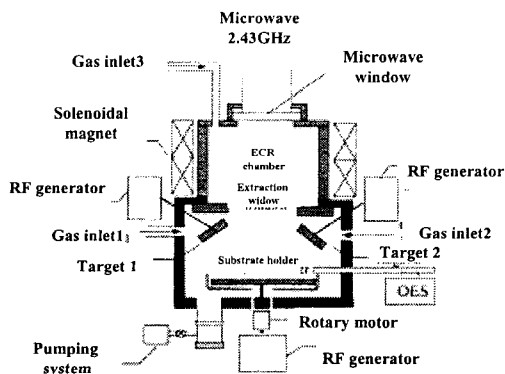 Microwave
2.43GHz
Gas inlet3
Microwave
window
Solenoidal
magnet
ECR
chamber
RF generator
RF generator
Extraction
widow
Gas inlet1
Gas inlet2
Target 1
Substrate holder
Target 2
OES
Rotary motor
Pumping
system
RF generator